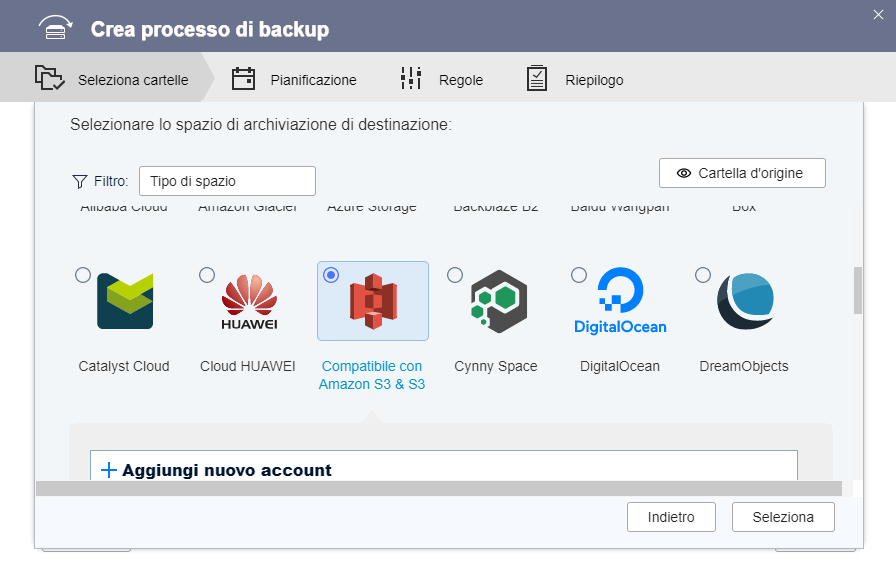 Crea processo di backup
Seleziona cartelle
Pianificazione
Regole
Riepilogo
Selezionare lo spazio di archiviazione di destinazione:
Filtro:
Tipo di spazio
Cartella d'origine
Alibaba Cloud
Amazon Glacier
Azure Storage
Backblaze B2
Baidu Wangpan
Box
HUAWEI
DigitalOcean
Catalyst Cloud
Cloud HUAWEI
Compatibile con
Amazon S3 & S3
Cynny Space
DigitalOcean
DreamObjects
Aggiungi nuovo account
Indietro
Seleziona